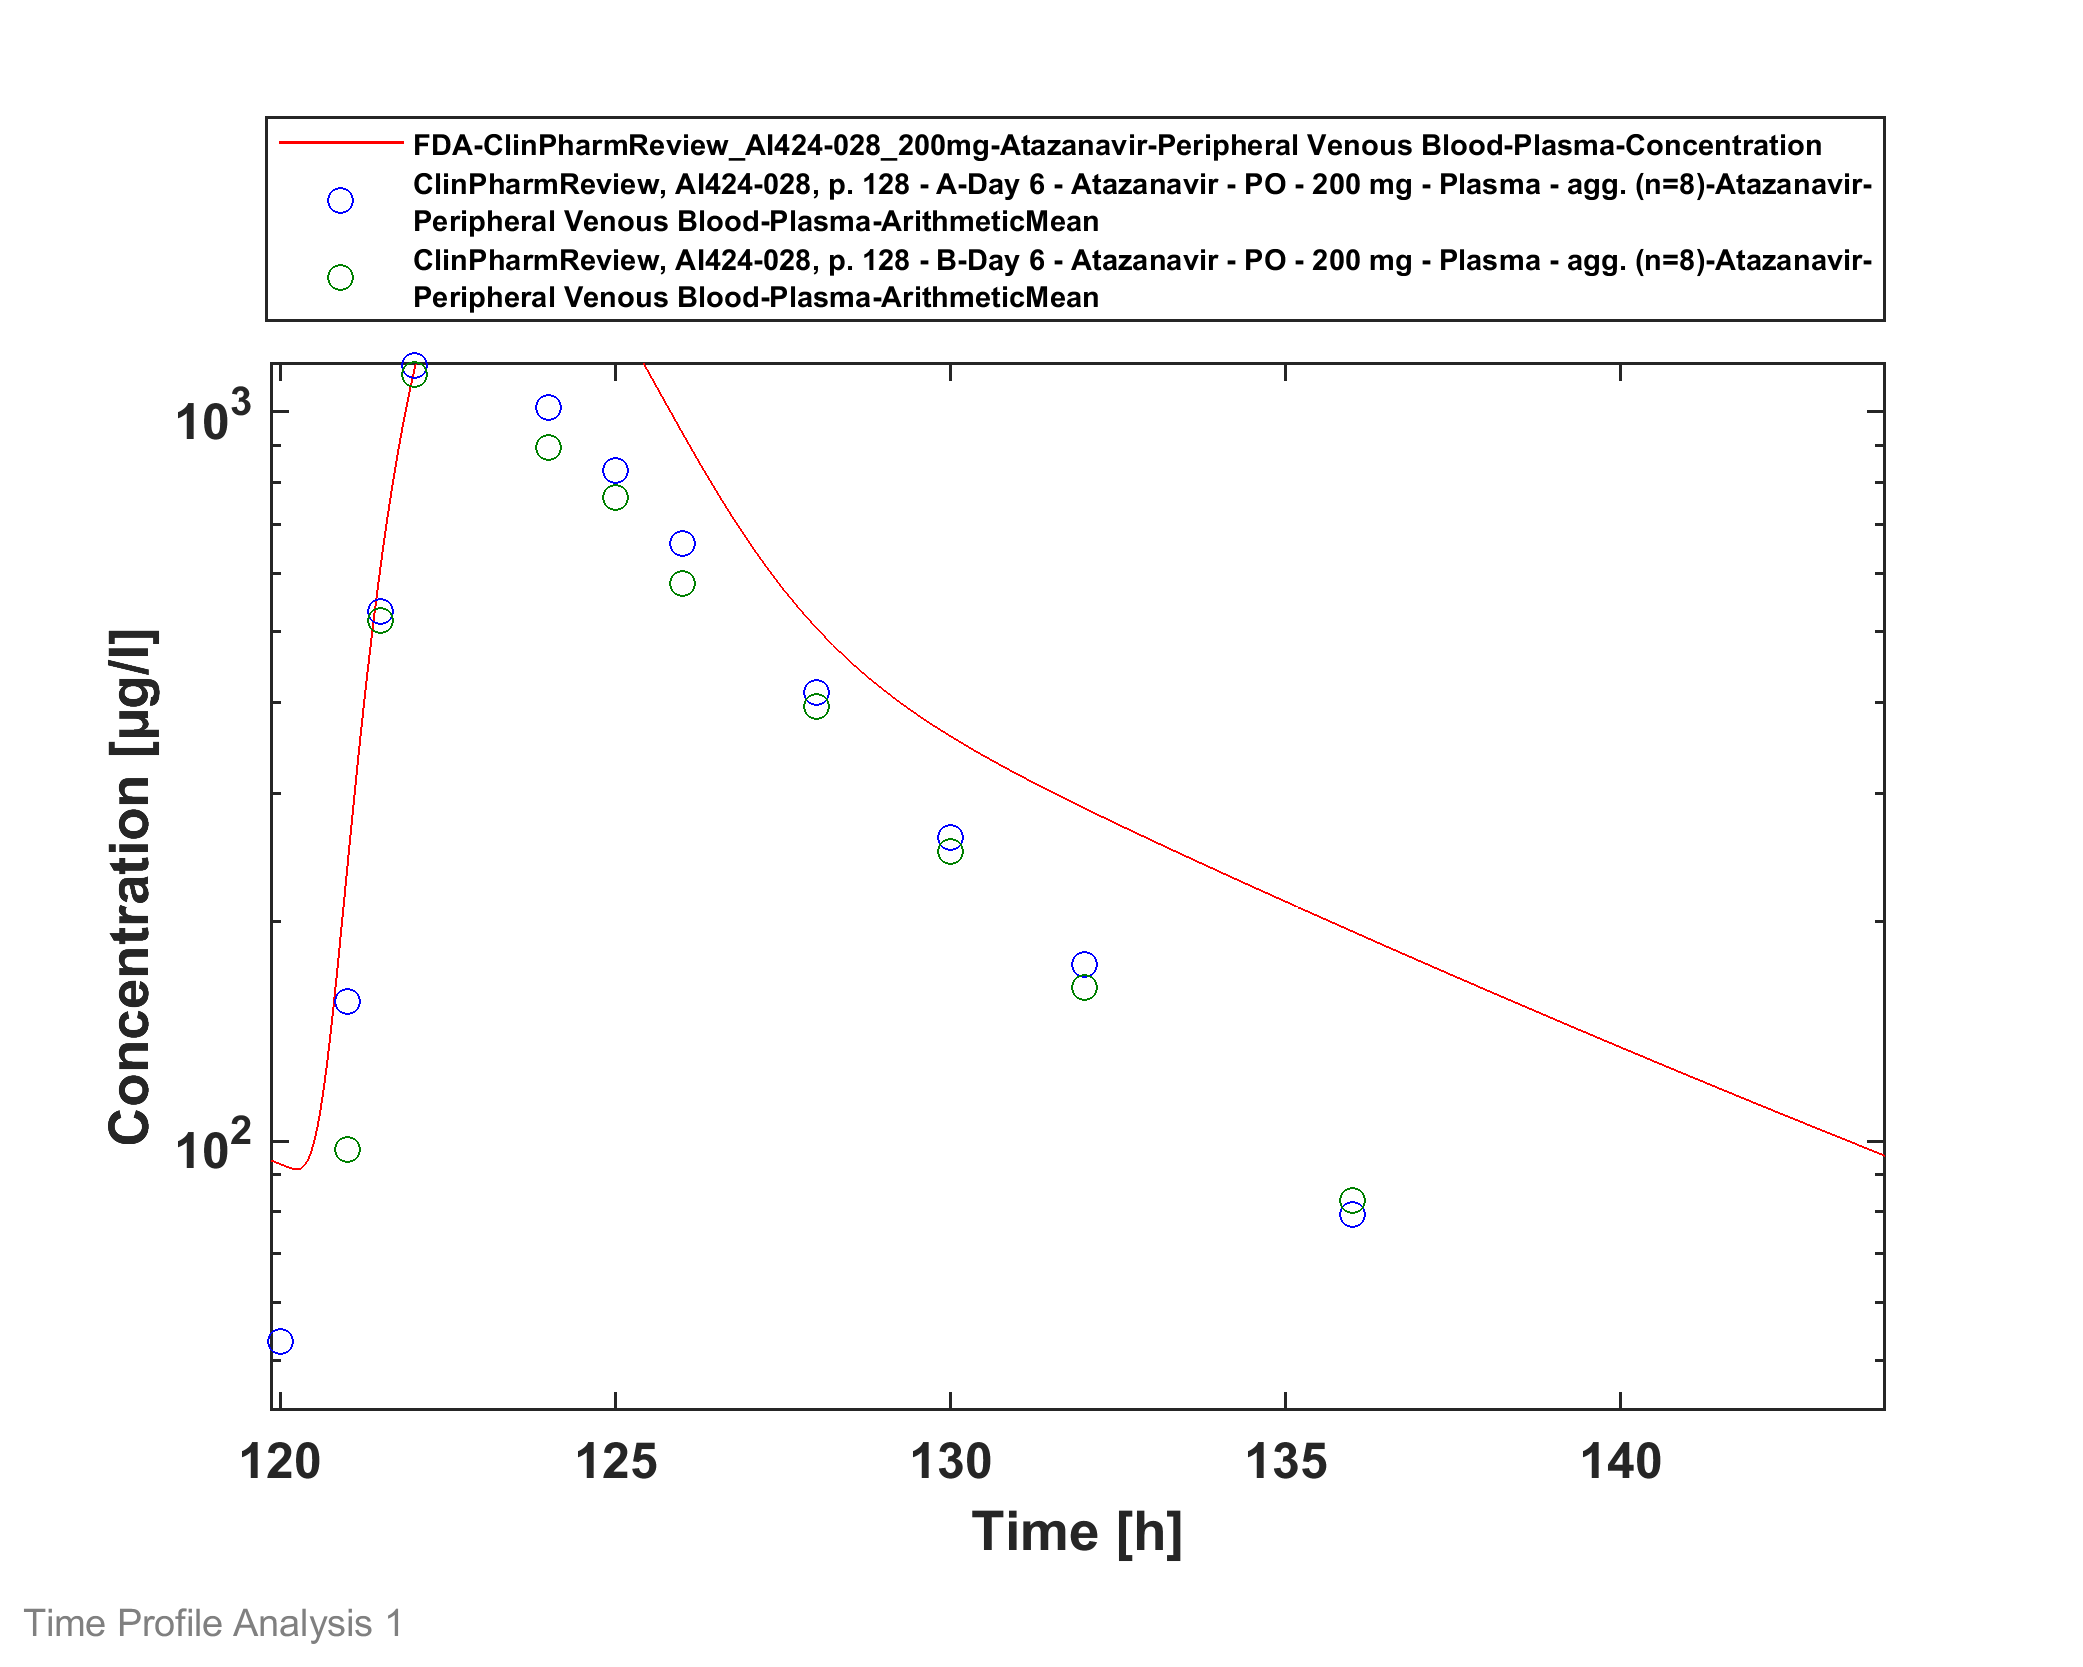 FDA-ClinPharmReview_AI424-028_200mg-Atazanavir-Peripheral Venous Blood-Plasma-Concentration
ClinPharmReview, AI424-028, p. 128 - A-Day 6 - Atazanavir - PO - 200 mg - Plasma - agg. (n=8)-Atazanavir-
Peripheral Venous Blood-Plasma-ArithmeticMean
ClinPharmReview, AI424-028, p. 128 - B-Day 6 - Atazanavir - PO - 200 mg - Plasma - agg. (n=8)-Atazanavir-
Peripheral Venous Blood-Plasma-ArithmeticMean
10³
10²
Concentration [µg/l]
120 125 130 135 140
Time [h]
Time Profile Analysis 1